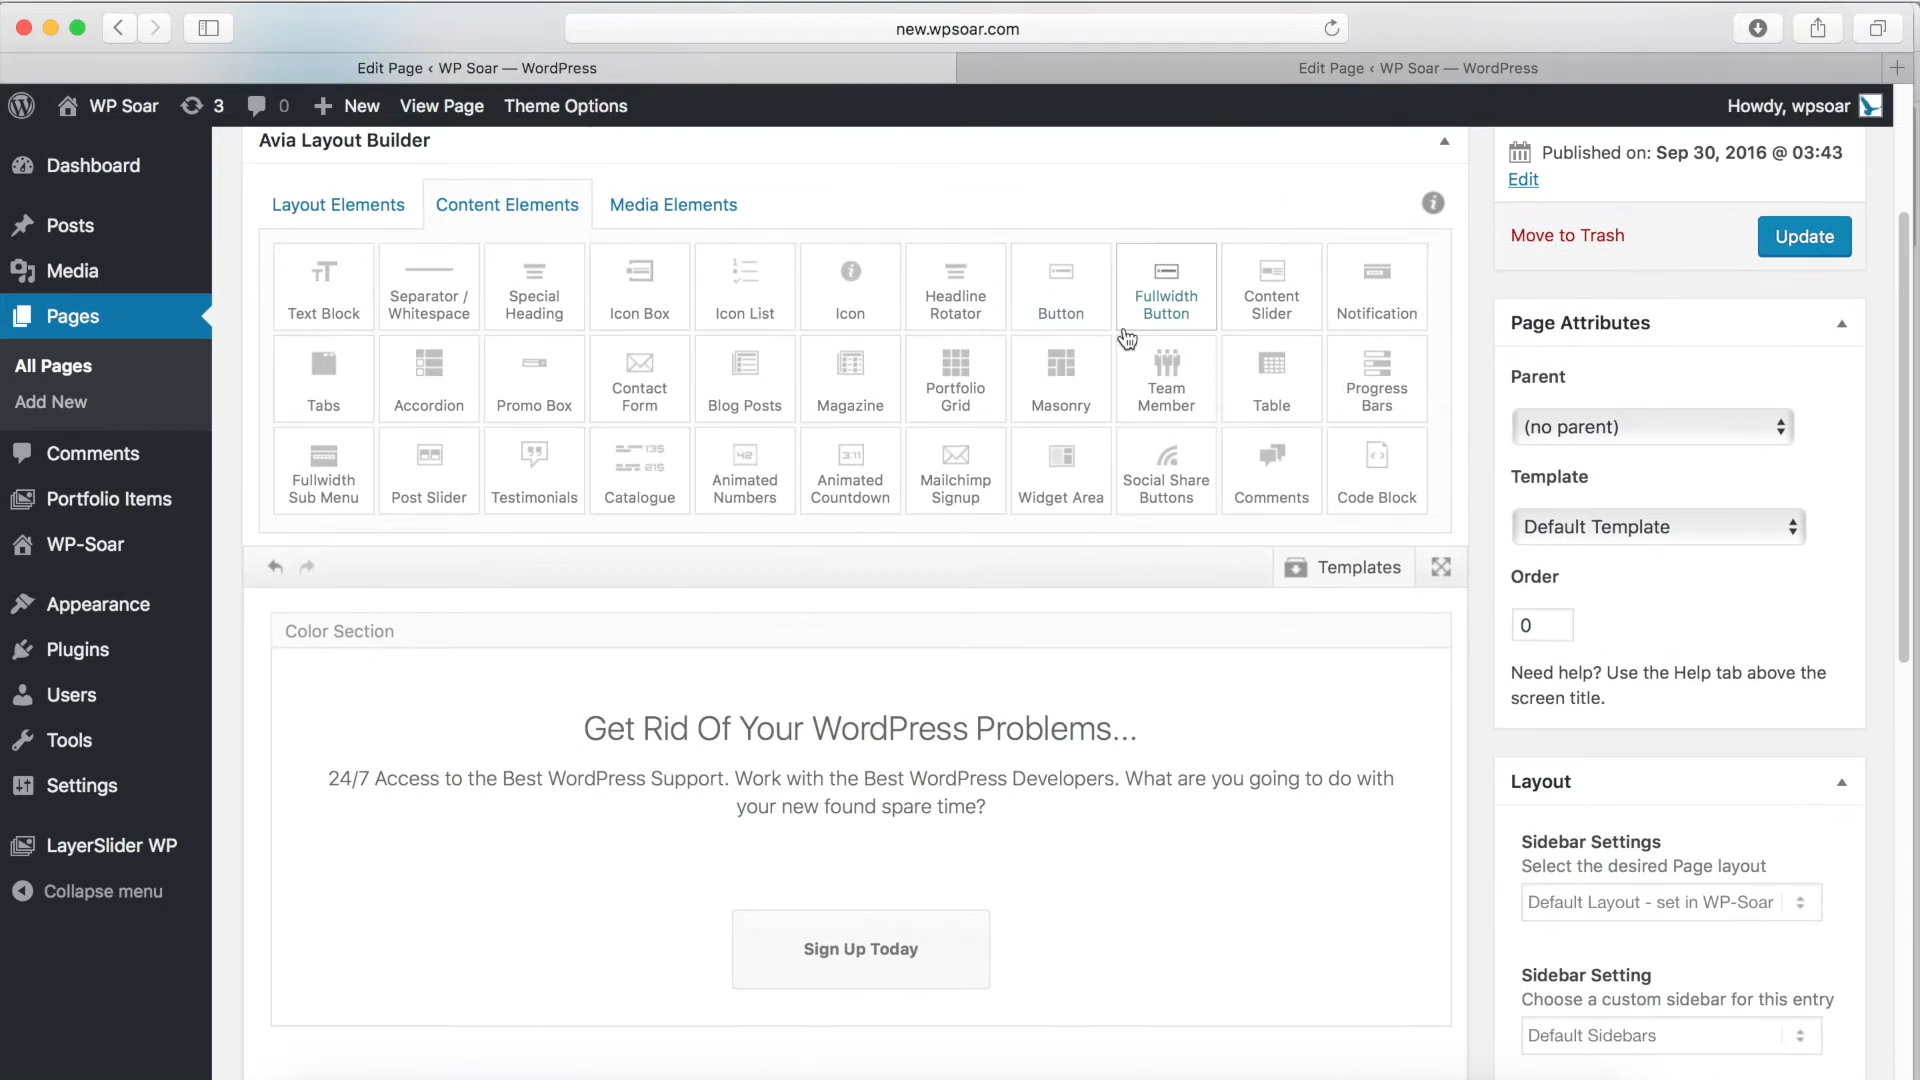 new.wpsoar.com
Edit Page ‹ WP Soar — WordPress
Edit Page ‹ WP Soar — WordPress
WP Soar
3
0
New
View Page
Theme Options
Howdy, wpsoar
Dashboard
Posts
Media
Pages
All Pages
Add New
Comments
Portfolio Items
WP-Soar
Appearance
Plugins
Users
Tools
Settings
LayerSlider WP
Collapse menu
Avia Layout Builder
Layout Elements
Content Elements
Media Elements
Text Block
Separator /
Whitespace
Special
Heading
Icon Box
Icon List
Icon
Headline
Rotator
Button
Fullwidth
Button
Content
Slider
Notification
Tabs
Accordion
Promo Box
Contact
Form
Blog Posts
Magazine
Portfolio
Grid
Masonry
Team
Member
Table
Progress
Bars
Fullwidth
Sub Menu
Post Slider
Testimonials
13$
21$
Catalogue
42
Animated
Numbers
3:11
Animated
Countdown
Mailchimp
Signup
Widget Area
Social Share
Buttons
Comments
Code Block
Templates
Color Section
Get Rid Of Your WordPress Problems...
24/7 Access to the Best WordPress Support. Work with the Best WordPress Developers. What are you going to do with
your new found spare time?
Sign Up Today
Published on: Sep 30, 2016 @ 03:43
Edit
Move to Trash
Update
Page Attributes
Parent
(no parent)
Template
Default Template
Order
0
Need help? Use the Help tab above the
screen title.
Layout
Sidebar Settings
Select the desired Page layout
Default Layout - set in WP-Soar
Sidebar Setting
Choose a custom sidebar for this entry
Default Sidebars